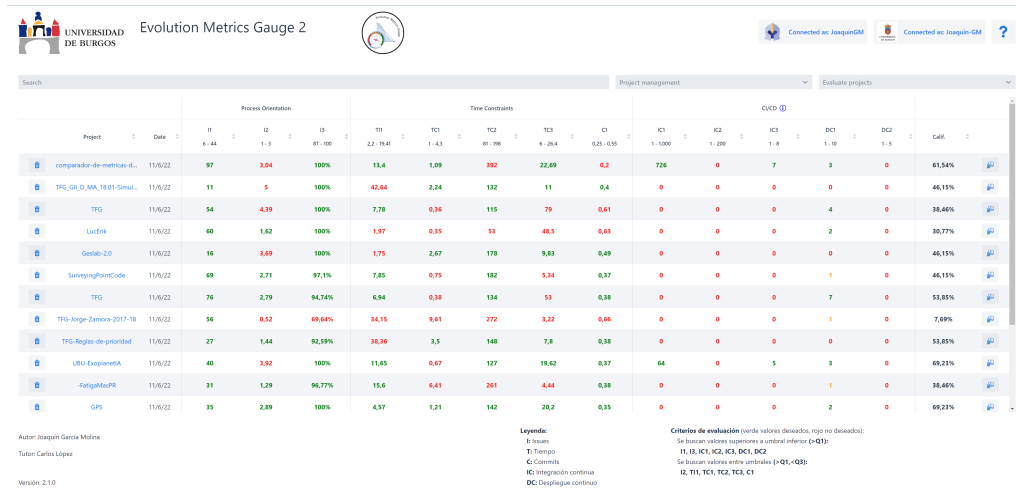 UNIVERSIDAD
DE BURGOS
Evolution Metrics Gauge 2
Connected as: JoaquinGM
Connected as: Joaquin-GM
?
Search
Project management
Evaluate projects
Process Orientation Time Constraints CI/CD
Project Date I1 I2 I3 TI1 TC1 TC2 TC3 C1 IC1 IC2 IC3 DC1 DC2 Calif.
6 - 44 1 - 3 87 - 100 2,2 - 19,41 1 - 4,3 81 - 198 6 - 26,4 0,25 - 0,55 1 - 1.000 1 - 200 1 - 8 1 - 10 1 - 5
comparador-de-metricas-d... 11/6/22 97 3,04 100% 13,4 1,09 392 22,69 0,2 726 0 7 3 0 61,54%
TFG_GII_O_MA_18.01-Simul... 11/6/22 11 5 100% 42,64 2,24 132 11 0,4 0 0 0 0 0 46,15%
TFG 11/6/22 54 4,39 100% 7,78 0,36 115 79 0,61 0 0 0 4 0 38,46%
LucErik 11/6/22 60 1,62 100% 1,97 0,35 53 48,5 0,63 0 0 0 2 0 30,77%
Geslab-2.0 11/6/22 16 3,69 100% 1,75 2,67 178 9,83 0,49 0 0 0 0 0 46,15%
SurveyingPointCode 11/6/22 69 2,71 97,1% 7,85 0,75 182 5,34 0,37 0 0 0 1 0 46,15%
TFG 11/6/22 76 2,79 94,74% 6,94 0,38 134 53 0,38 0 0 0 7 0 53,85%
TFG-Jorge-Zamora-2017-18 11/6/22 56 0,52 69,64% 34,15 9,61 272 3,22 0,66 0 0 0 1 0 7,69%
TFG-Reglas-de-prioridad 11/6/22 27 1,44 92,59% 38,36 3,5 148 7,8 0,38 0 0 0 0 0 53,85%
UBU-ExoplanetIA 11/6/22 40 3,92 100% 11,65 0,67 127 19,62 0,37 64 0 5 3 0 69,23%
-FatigaMasPR 11/6/22 31 1,29 96,77% 15,6 6,41 261 4,44 0,38 0 0 0 1 0 38,46%
GPS 11/6/22 35 2,89 100% 4,57 1,21 142 20,2 0,35 0 0 0 2 0 69,23%
Autor: Joaquín García Molina
Tutor: Carlos López
Versión: 2.1.0
Leyenda:
I: Issues
T: Tiempo
C: Commits
IC: Integración continua
DC: Despliegue continuo
Criterios de evaluación (verde valores deseados, rojo no deseados):
Se buscan valores superiores a umbral inferior (>Q1):
I1, I3, IC1, IC2, IC3, DC1, DC2
Se buscan valores entre umbrales (>Q1,<Q3):
I2, TI1, TC1, TC2, TC3, C1